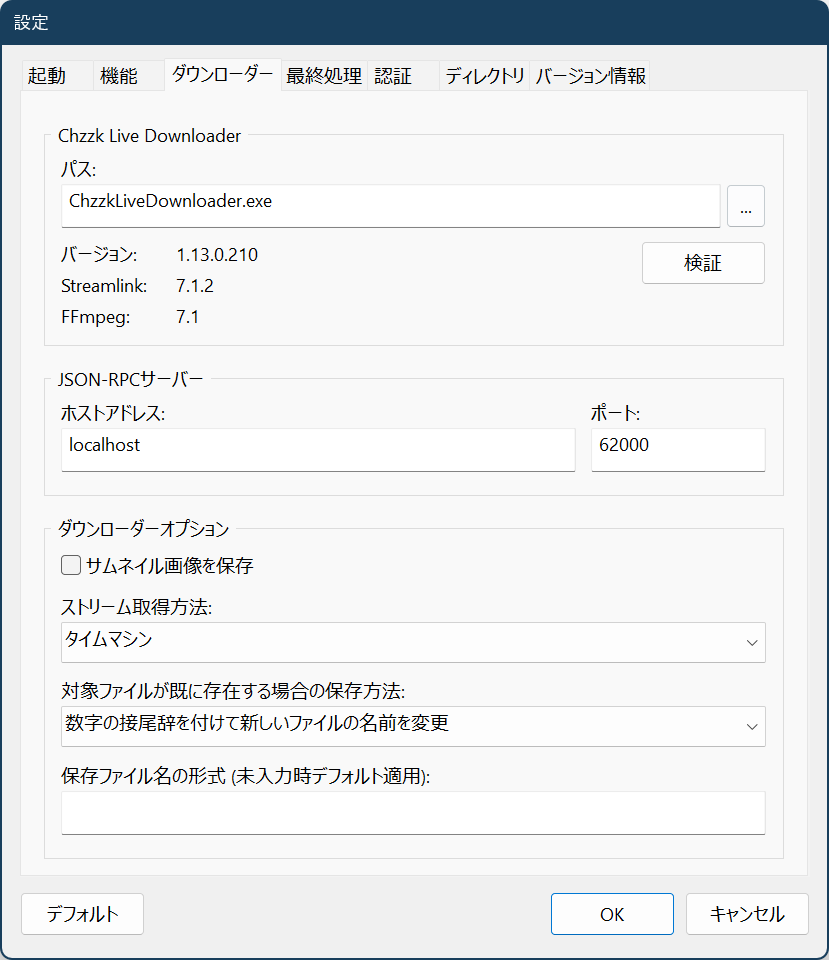 設定
起動 機能 ダウンローダー 最終処理 認証 ディレクトリ バージョン情報
Chzzk Live Downloader
パス:
ChzzkLiveDownloader.exe ...
バージョン: 1.13.0.210 検証
Streamlink: 7.1.2
FFmpeg: 7.1
JSON-RPCサーバー
ホストアドレス: ポート:
localhost 62000
ダウンローダーオプション
サムネイル画像を保存
ストリーム取得方法:
タイムマシン
対象ファイルが既に存在する場合の保存方法:
数字の接尾辞を付けて新しいファイルの名前を変更
保存ファイル名の形式 (未入力時デフォルト適用):
デフォルト OK キャンセル